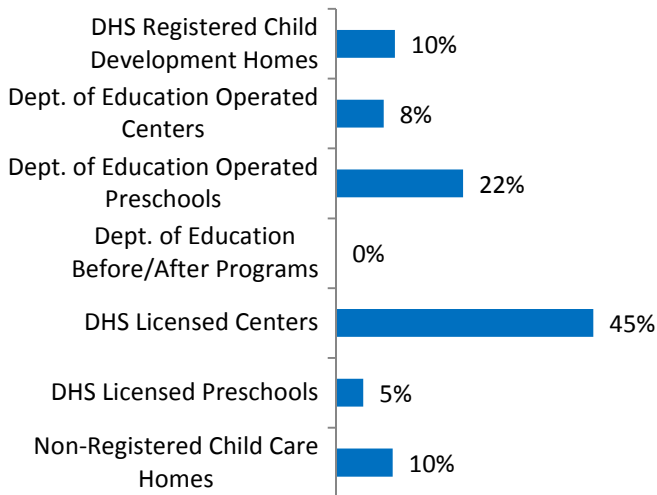 DHS Registered Child
Development Homes
10%
Dept. of Education Operated
Centers
8%
Dept. of Education Operated
Preschools
22%
Dept. of Education
Before/After Programs
0%
DHS Licensed Centers
45%
DHS Licensed Preschools
5%
Non-Registered Child Care
Homes
10%